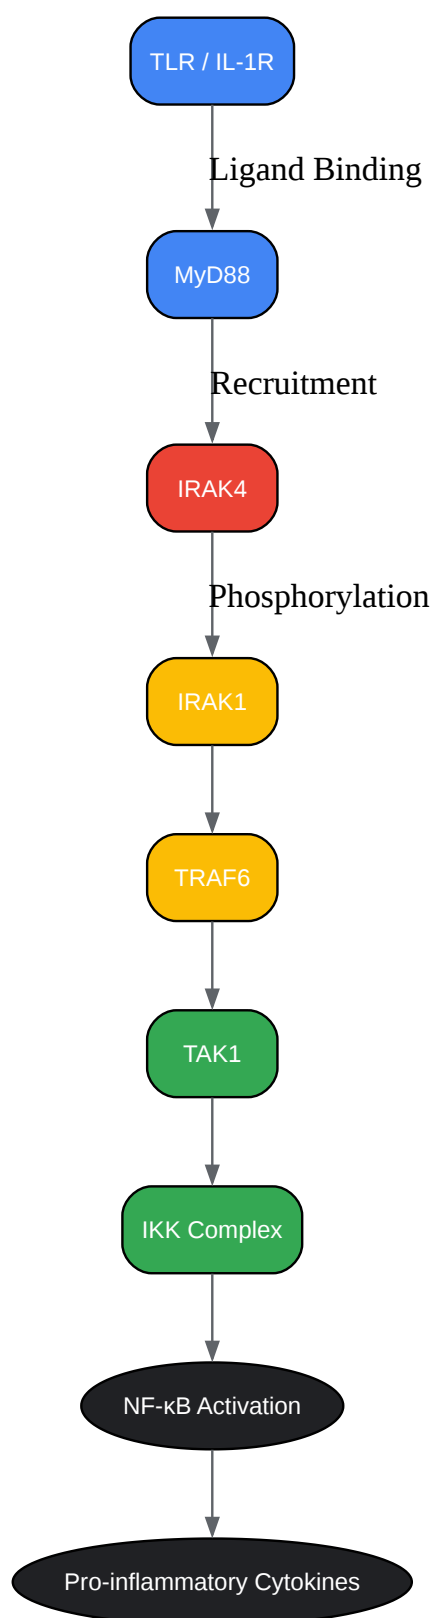 TLR / IL-1R
Ligand Binding
MyD88
Recruitment
IRAK4
Phosphorylation
IRAK1
TRAF6
TAK1
IKK Complex
NF-κB Activation
Pro-inflammatory Cytokines